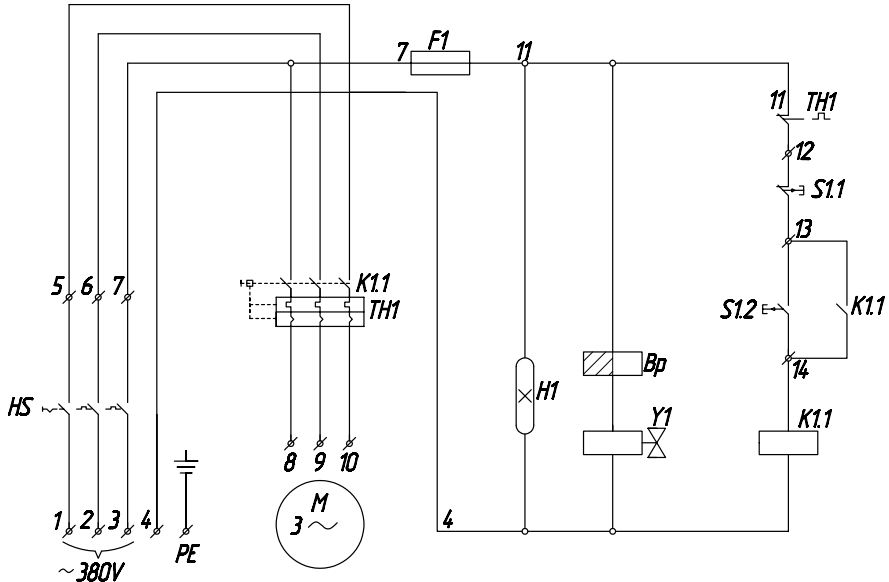 7
F1
11
11
TH1
12
S1.1
13
5
6
7
K1.1
TH1
S1.2
K1.1
14
Bp
H1
HS
Y1
K1.1
8
9
10
M
3 ~
1
2
3
4
PE
4
~380V